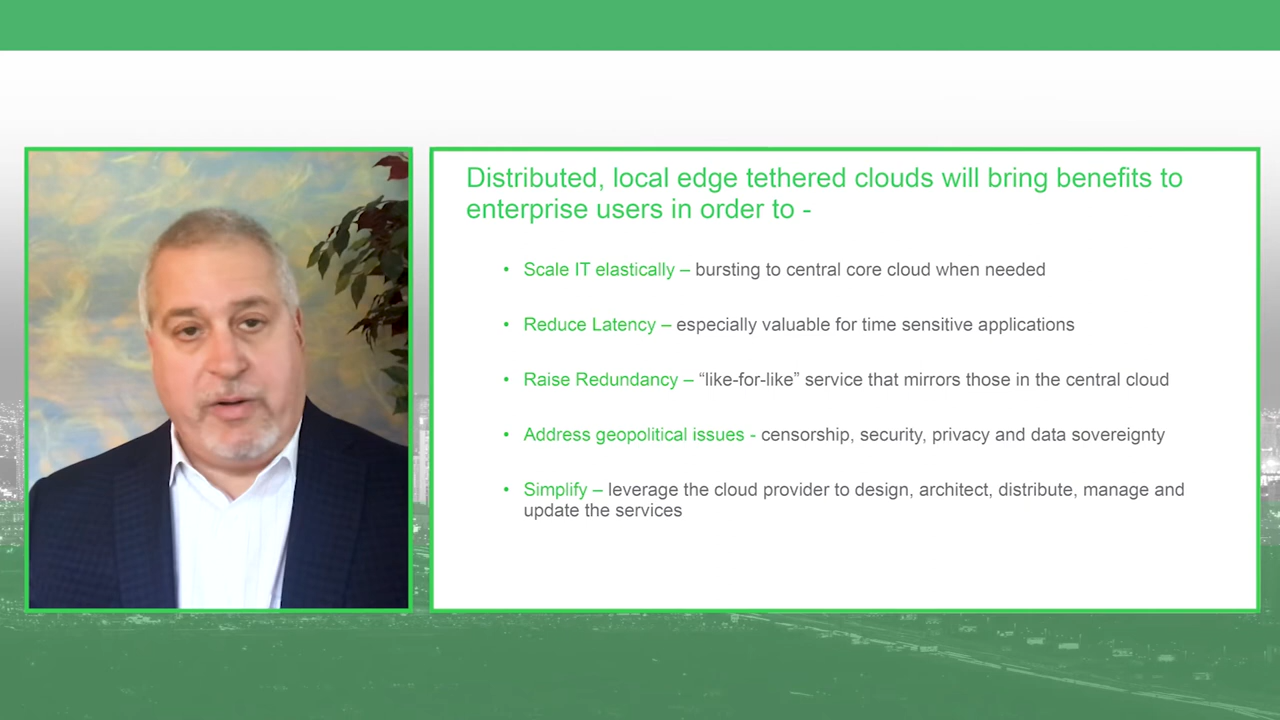 Distributed, local edge tethered clouds will bring benefits to
enterprise users in order to -
• Scale IT elastically – bursting to central core cloud when needed
• Reduce Latency – especially valuable for time sensitive applications
• Raise Redundancy – “like-for-like” service that mirrors those in the central cloud
• Address geopolitical issues - censorship, security, privacy and data sovereignty
• Simplify – leverage the cloud provider to design, architect, distribute, manage and
update the services